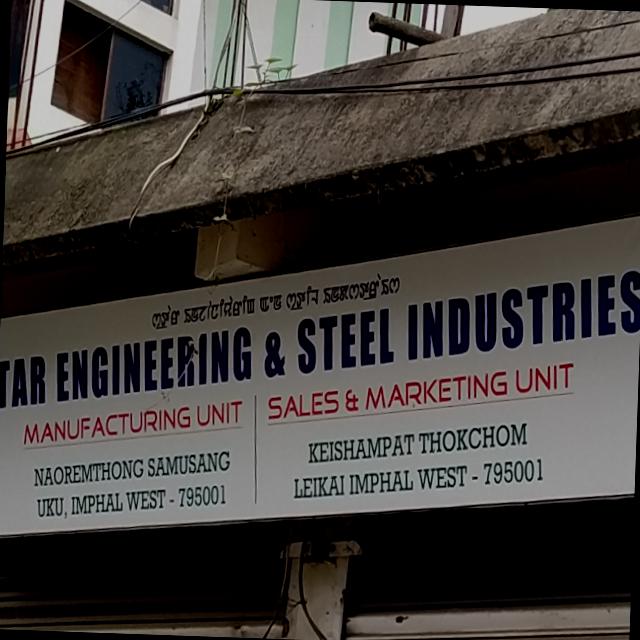 TAR ENGINEERING & STEEL INDUSTRIES
MANUFACTURING UNIT
NAOREMTHONG SAMUSANG
UKU, IMPHAL WEST - 795001
SALES & MARKETING UNIT
KEISHAMPAT THOKCHOM
LEIKAI IMPHAL WEST - 795001